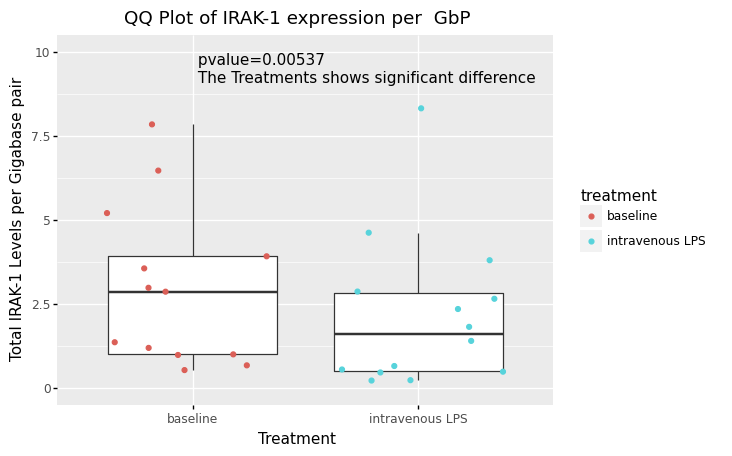 QQ Plot of IRAK-1 expression per  GbP
pvalue=0.00537
The Treatments shows significant difference
Total IRAK-1 Levels per Gigabase pair
10
7.5
5
2.5
0
baseline
intravenous LPS
Treatment
treatment
baseline
intravenous LPS